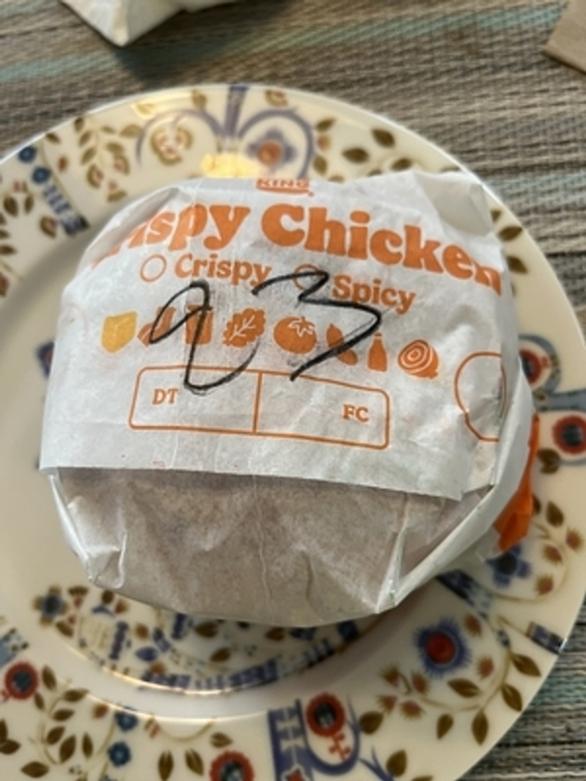 KING
Crispy Chicken
Crispy Spicy
93
DT FC